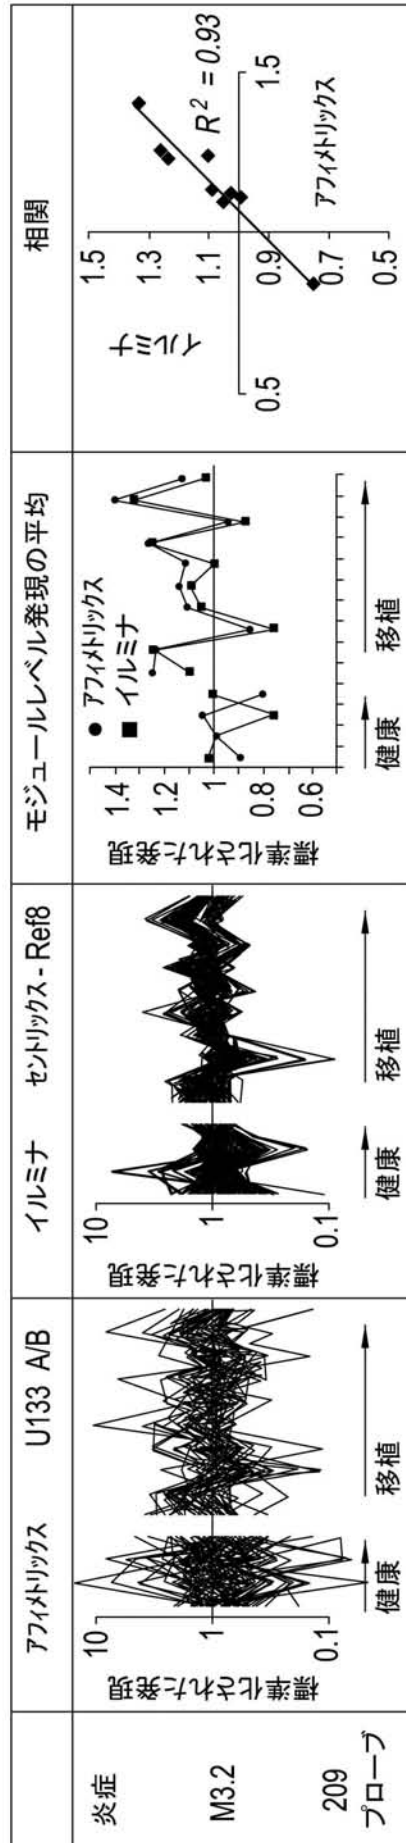 炎症
M3.2
209
プローブ
アフィメトリックス U133 A/B
標準化された発現
10
1
0.1
健康
移植
イルミナ セントリックス - Ref8
標準化された発現
10
1
0.1
健康
移植
モジュールレベル発現の平均
標準化された発現
1.4
1.2
1
0.8
0.6
アフィメトリックス
イルミナ
健康
移植
相関
イルミナ
1.5
1.3
1.1
0.9
0.7
0.5
0.5
1.5
R² = 0.93
アフィメトリックス